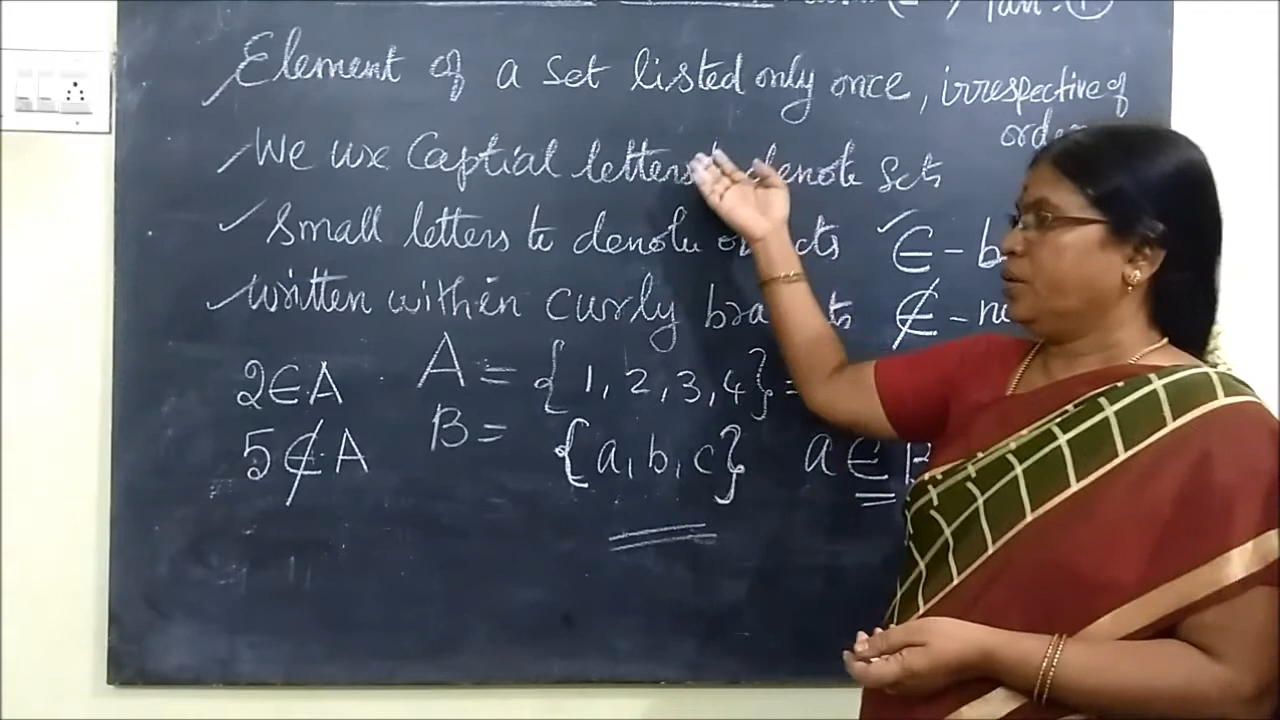 Element of a set listed only once, irrespective of
order
We use Captial letters to denote sets
Small letters to denote objects ∈ - b
written within curly brackets ∉ -
2∈A A = {1, 2, 3, 4} =
5∉A B = {a, b, c} a ∈ B